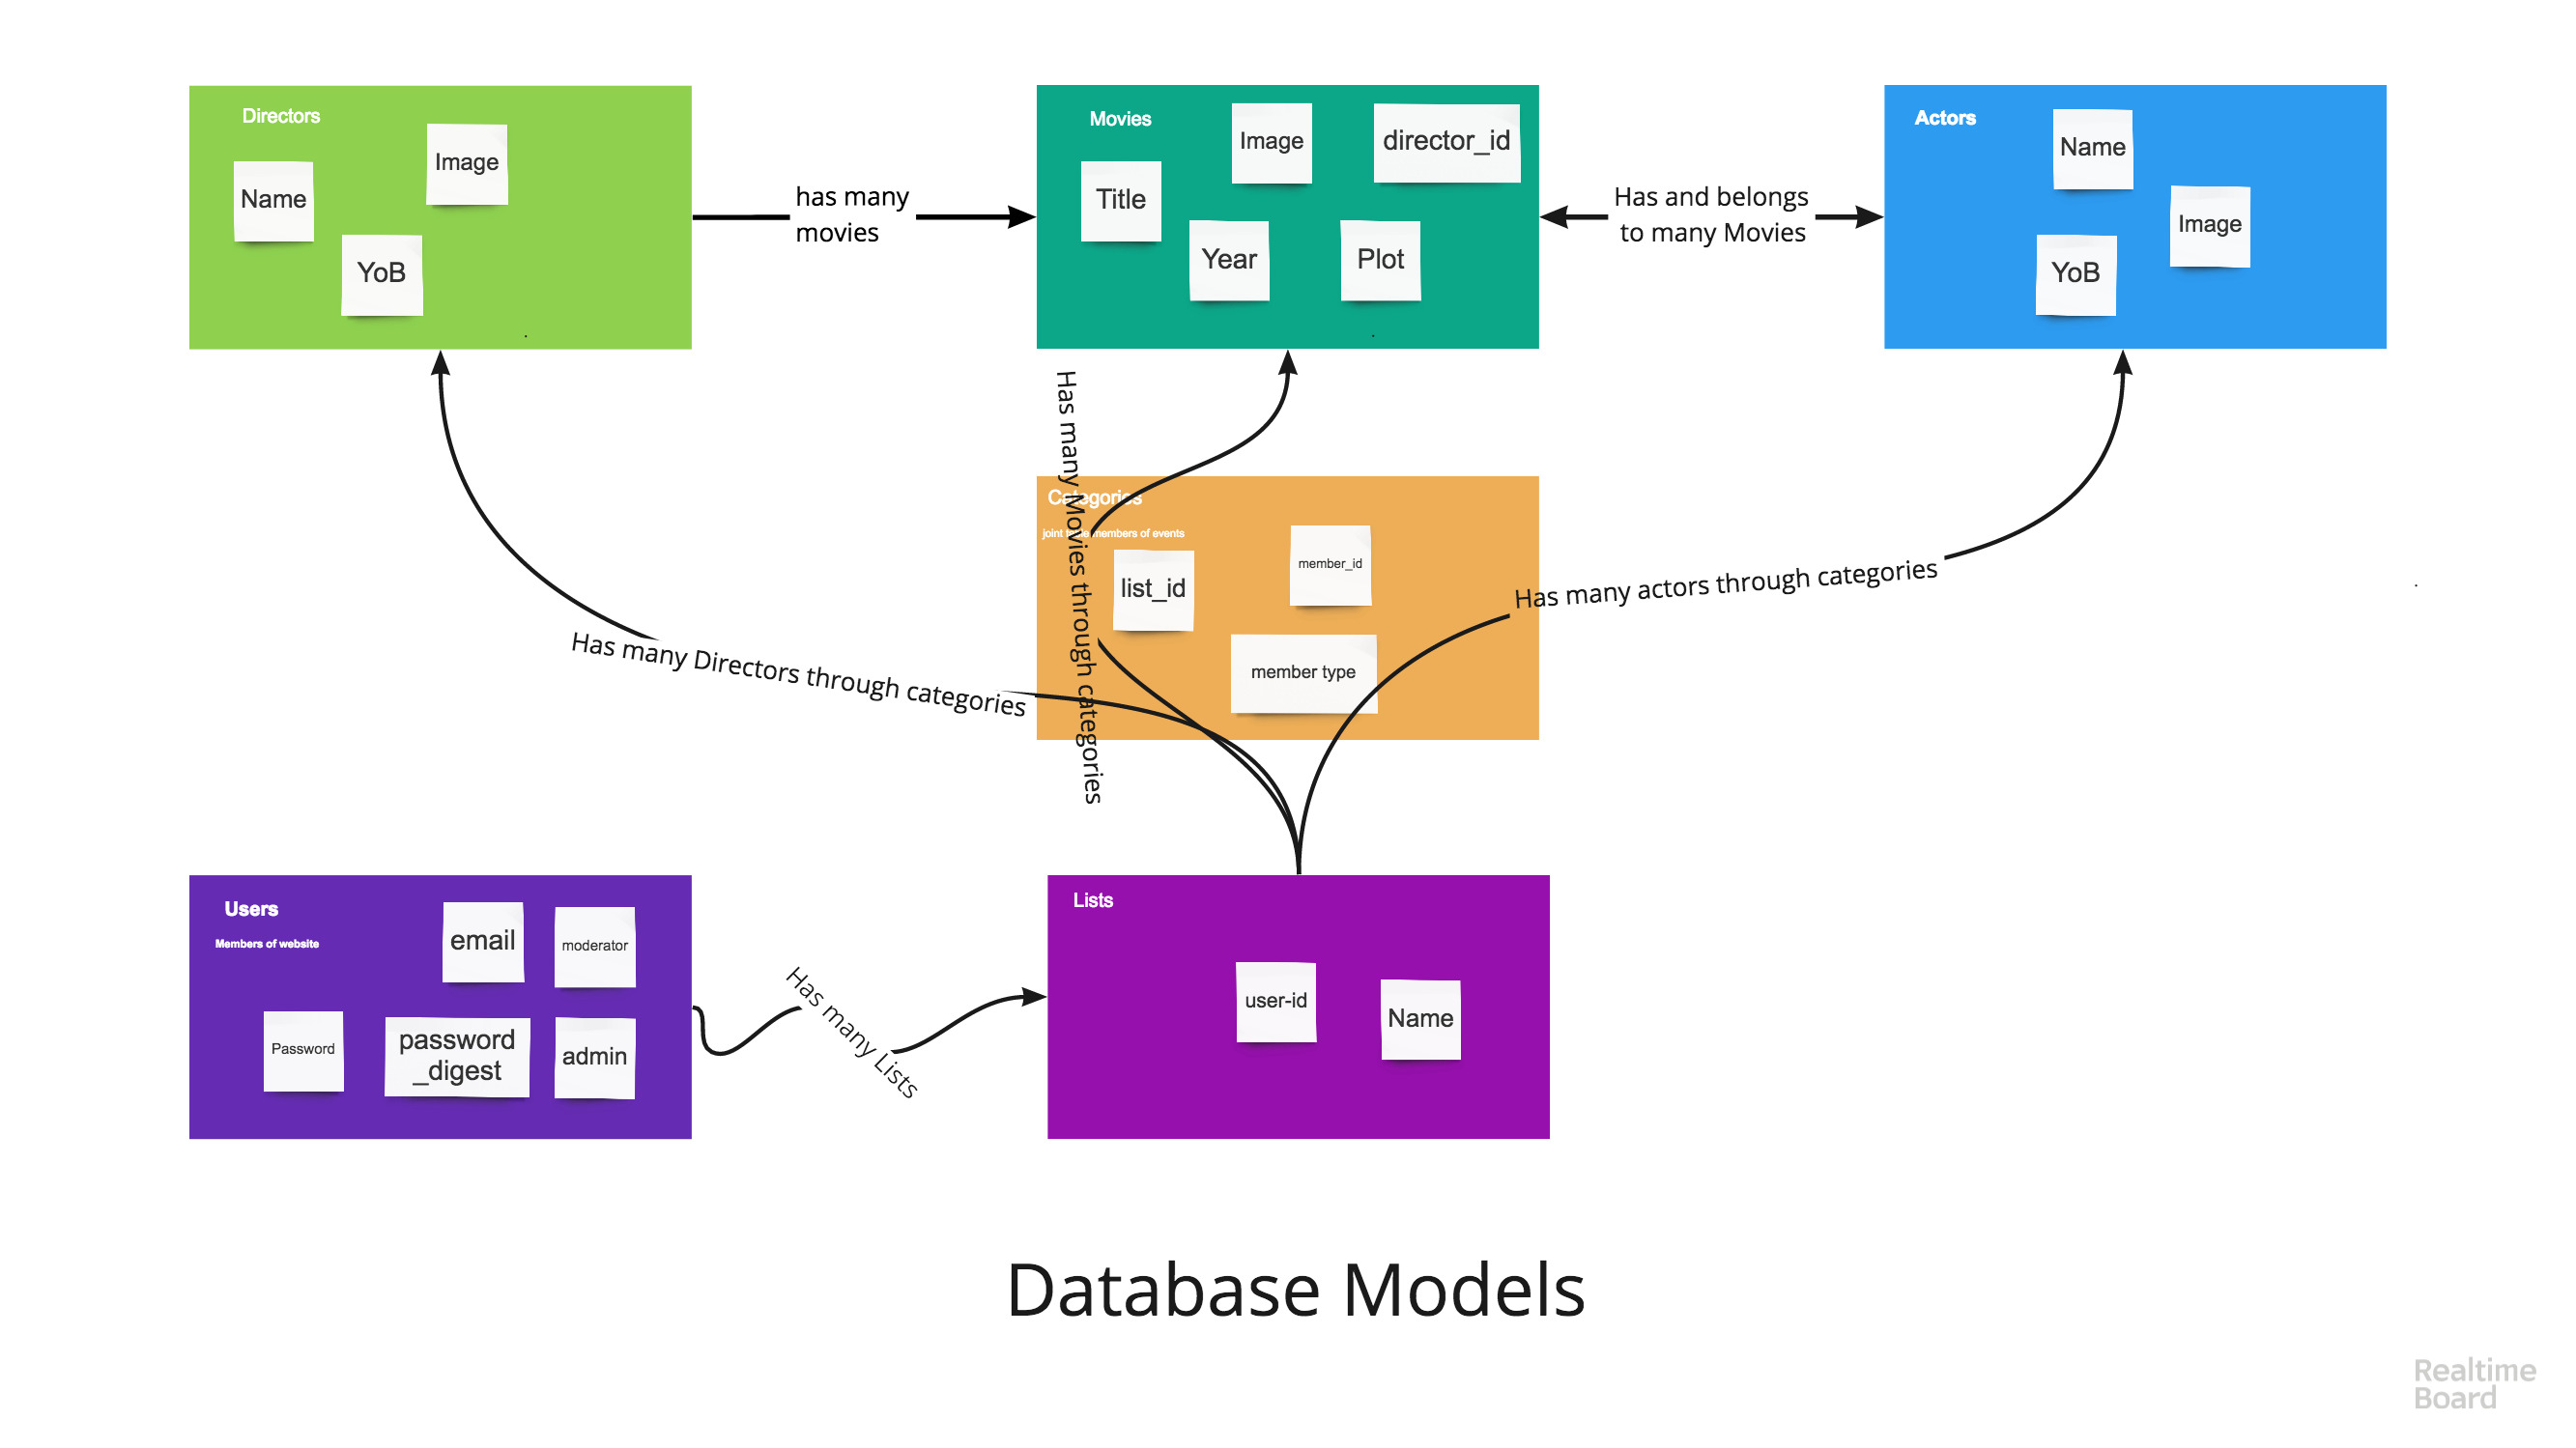 Directors
Image
Name
YoB
has many
movies
Movies
Image
director_id
Title
Year
Plot
Has and belongs
to many Movies
Actors
Name
Image
YoB
Has many Movies through categories
Categories
joint members of events
list_id
member_id
member type
Has many actors through categories
Has many Directors through categories
Users
Members of website
email
moderator
Password
password
_digest
admin
Has many Lists
Lists
user-id
Name
Database Models
Realtime
Board